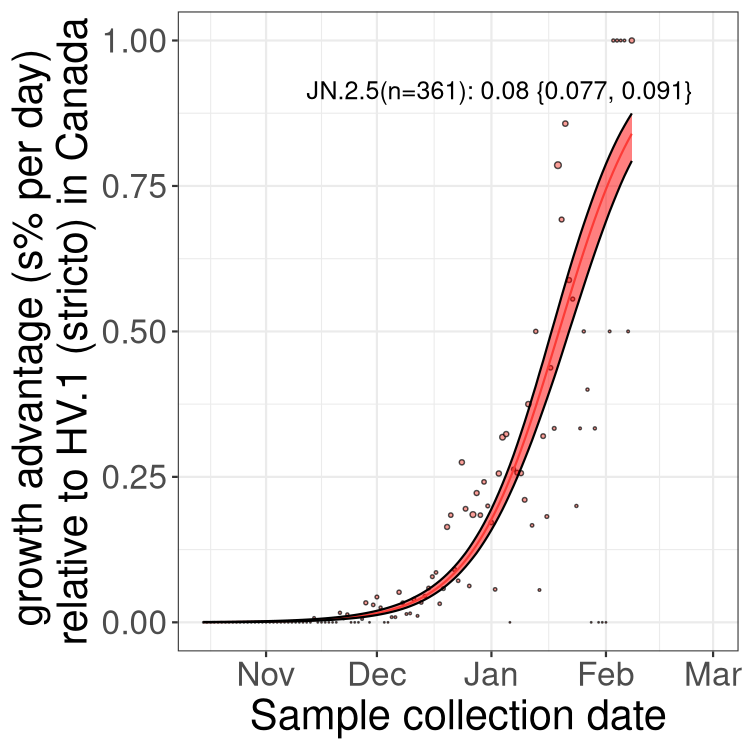 growth advantage (s% per day)
relative to HV.1 (stricto) in Canada
1.00
0.75
0.50
0.25
0.00
JN.2.5(n=361): 0.08 {0.077, 0.091}
Nov Dec Jan Feb Mar
Sample collection date